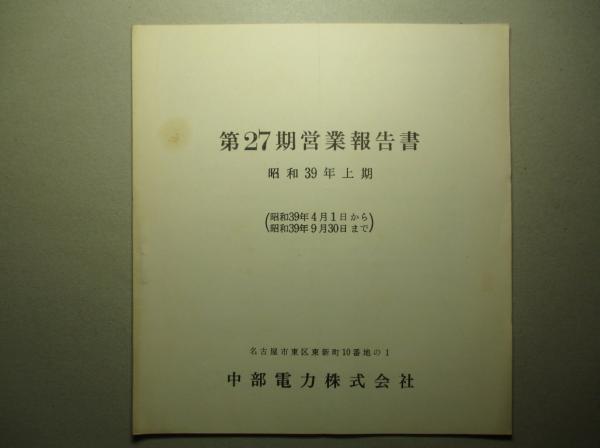 第27期営業報告書
昭和39年上期
(昭和39年4月1日から
昭和39年9月30日まで)
名古屋市東区東新町10番地の1
中部電力株式会社